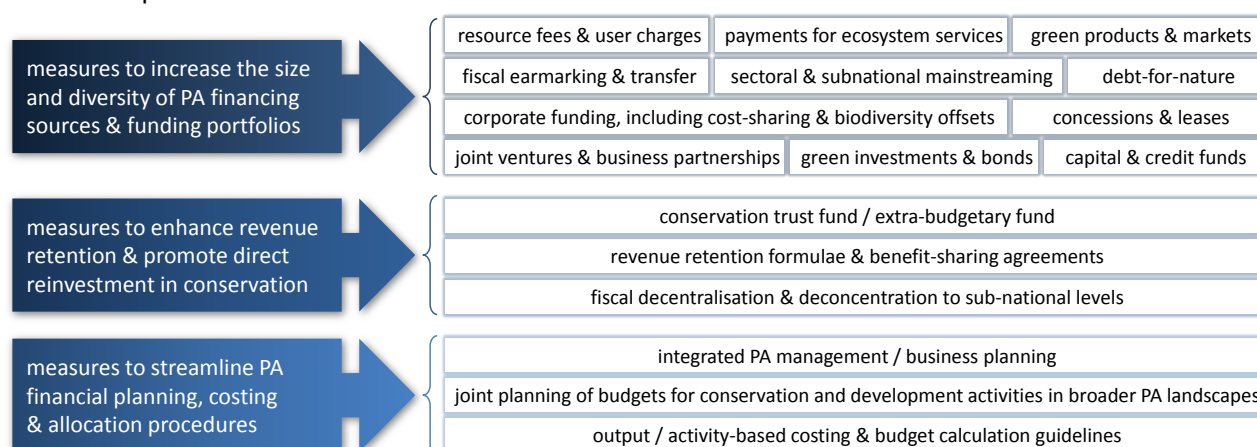 measures to increase the size
and diversity of PA financing
sources & funding portfolios
resource fees & user charges
payments for ecosystem services
green products & markets
fiscal earmarking & transfer
sectoral & subnational mainstreaming
debt-for-nature
corporate funding, including cost-sharing & biodiversity offsets
concessions & leases
joint ventures & business partnerships
green investments & bonds
capital & credit funds
measures to enhance revenue
retention & promote direct
reinvestment in conservation
conservation trust fund / extra-budgetary fund
revenue retention formulae & benefit-sharing agreements
fiscal decentralisation & deconcentration to sub-national levels
measures to streamline PA
financial planning, costing
& allocation procedures
integrated PA management / business planning
joint planning of budgets for conservation and development activities in broader PA landscapes
output / activity-based costing & budget calculation guidelines